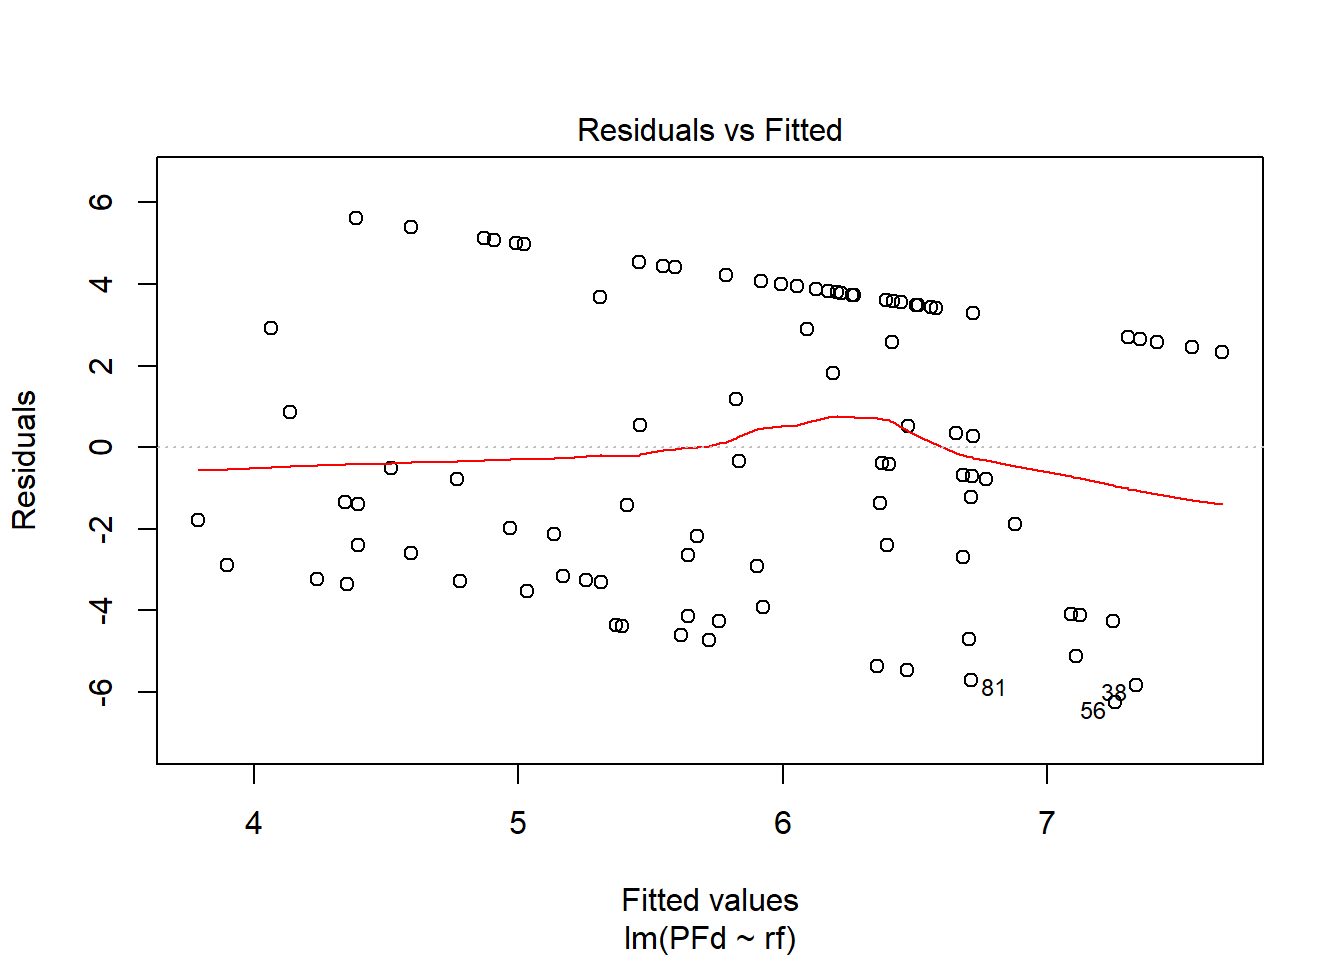 Residuals vs Fitted
Residuals
6
4
2
0
-2
-4
-6
81
38
56
4 5 6 7
Fitted values
lm(PFd ~ rf)